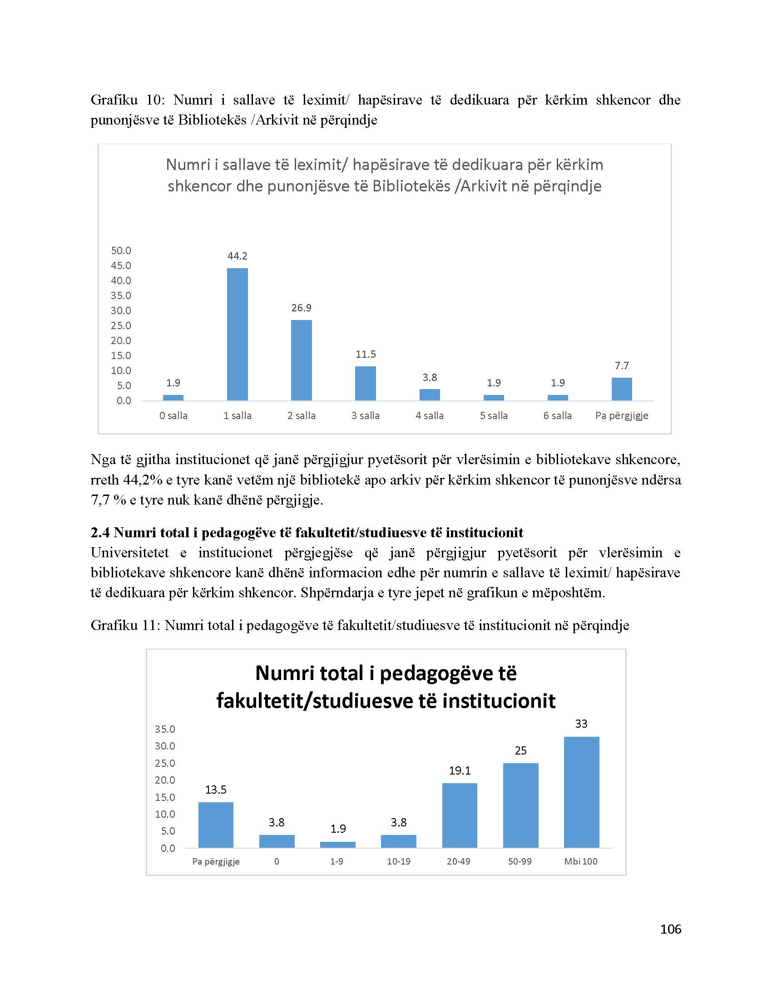 Grafiku 10: Numri i sallave të leximit/ hapësirave të dedikuara për kërkim shkencor dhe
punonjësve të Bibliotekës /Arkivit në përqindje
Numri i sallave të leximit/ hapësirave të dedikuara për kërkim
shkencor dhe punonjësve të Bibliotekës /Arkivit në përqindje
50.0
45.0
40.0
35.0
30.0
25.0
20.0
15.0
10.0
5.0
0.0
1.9
44.2
26.9
11.5
3.8
1.9
1.9
7.7
0 salla
1 salla
2 salla
3 salla
4 salla
5 salla
6 salla
Pa përgjigje
Nga të gjitha institucionet që janë përgjigjur pyetësorit për vlerësimin e bibliotekave shkencore,
rreth 44,2% e tyre kanë vetëm një bibliotekë apo arkiv për kërkim shkencor të punonjësve ndërsa
7,7 % e tyre nuk kanë dhënë përgjigje.
2.4 Numri total i pedagogëve të fakultetit/studiuesve të institucionit
Universitetet e institucionet përgjegjëse që janë përgjigjur pyetësorit për vlerësimin e
bibliotekave shkencore kanë dhënë informacion edhe për numrin e sallave të leximit/ hapësirave
të dedikuara për kërkim shkencor. Shpërndarja e tyre jepet në grafikun e mëposhtëm.
Grafiku 11: Numri total i pedagogëve të fakultetit/studiuesve të institucionit në përqindje
Numri total i pedagogëve të
fakultetit/studiuesve të institucionit
35.0
30.0
25.0
20.0
15.0
10.0
5.0
0.0
13.5
3.8
1.9
3.8
19.1
25
33
Pa përgjigje
0
1-9
10-19
20-49
50-99
Mbi 100
106